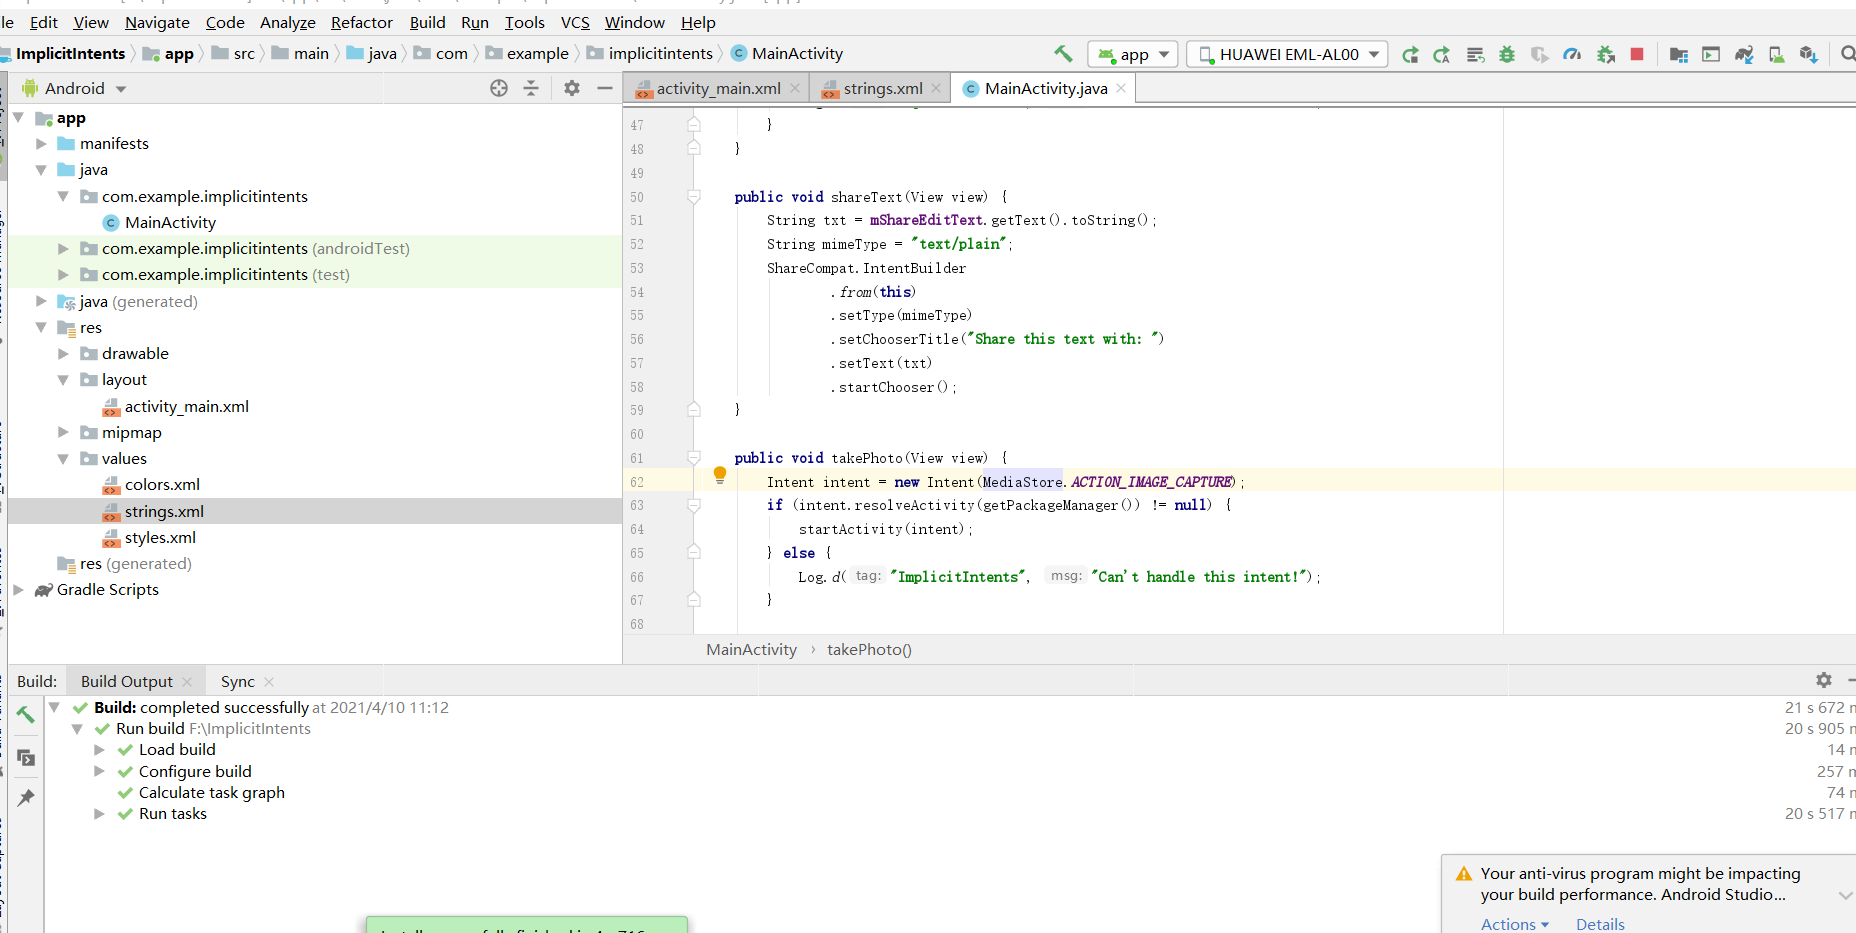 Edit View Navigate Code Analyze Refactor Build Run Tools VCS Window Help
ImplicitIntents app src main java com example implicitintents MainActivity app HUAWEI EML-AL00
Android
activity_main.xml strings.xml MainActivity.java
app
manifests
java
com.example.implicitintents
MainActivity
com.example.implicitintents (androidTest)
com.example.implicitintents (test)
java (generated)
res
drawable
layout
activity_main.xml
mipmap
values
colors.xml
strings.xml
styles.xml
res (generated)
Gradle Scripts
47 }
48 }
49
50 public void shareText(View view) {
51 String txt = mShareEditText.getText().toString();
52 String mimeType = "text/plain";
53 ShareCompat.IntentBuilder
54 .from(this)
55 .setType(mimeType)
56 .setChooserTitle("Share this text with: ")
57 .setText(txt)
58 .startChooser();
59 }
60
61 public void takePhoto(View view) {
62 Intent intent = new Intent(MediaStore.ACTION_IMAGE_CAPTURE);
63 if (intent.resolveActivity(getPackageManager()) != null) {
64 startActivity(intent);
65 } else {
66 Log.d( tag: "ImplicitIntents", msg: "Can't handle this intent!");
67 }
68
MainActivity › takePhoto()
Build: Build Output Sync
Build: completed successfully at 2021/4/10 11:12 21 s 672 m
Run build F:\ImplicitIntents 20 s 905 m
Load build 14 m
Configure build 257 m
Calculate task graph 74 m
Run tasks 20 s 517 m
Your anti-virus program might be impacting
your build performance. Android Studio...
Actions Details